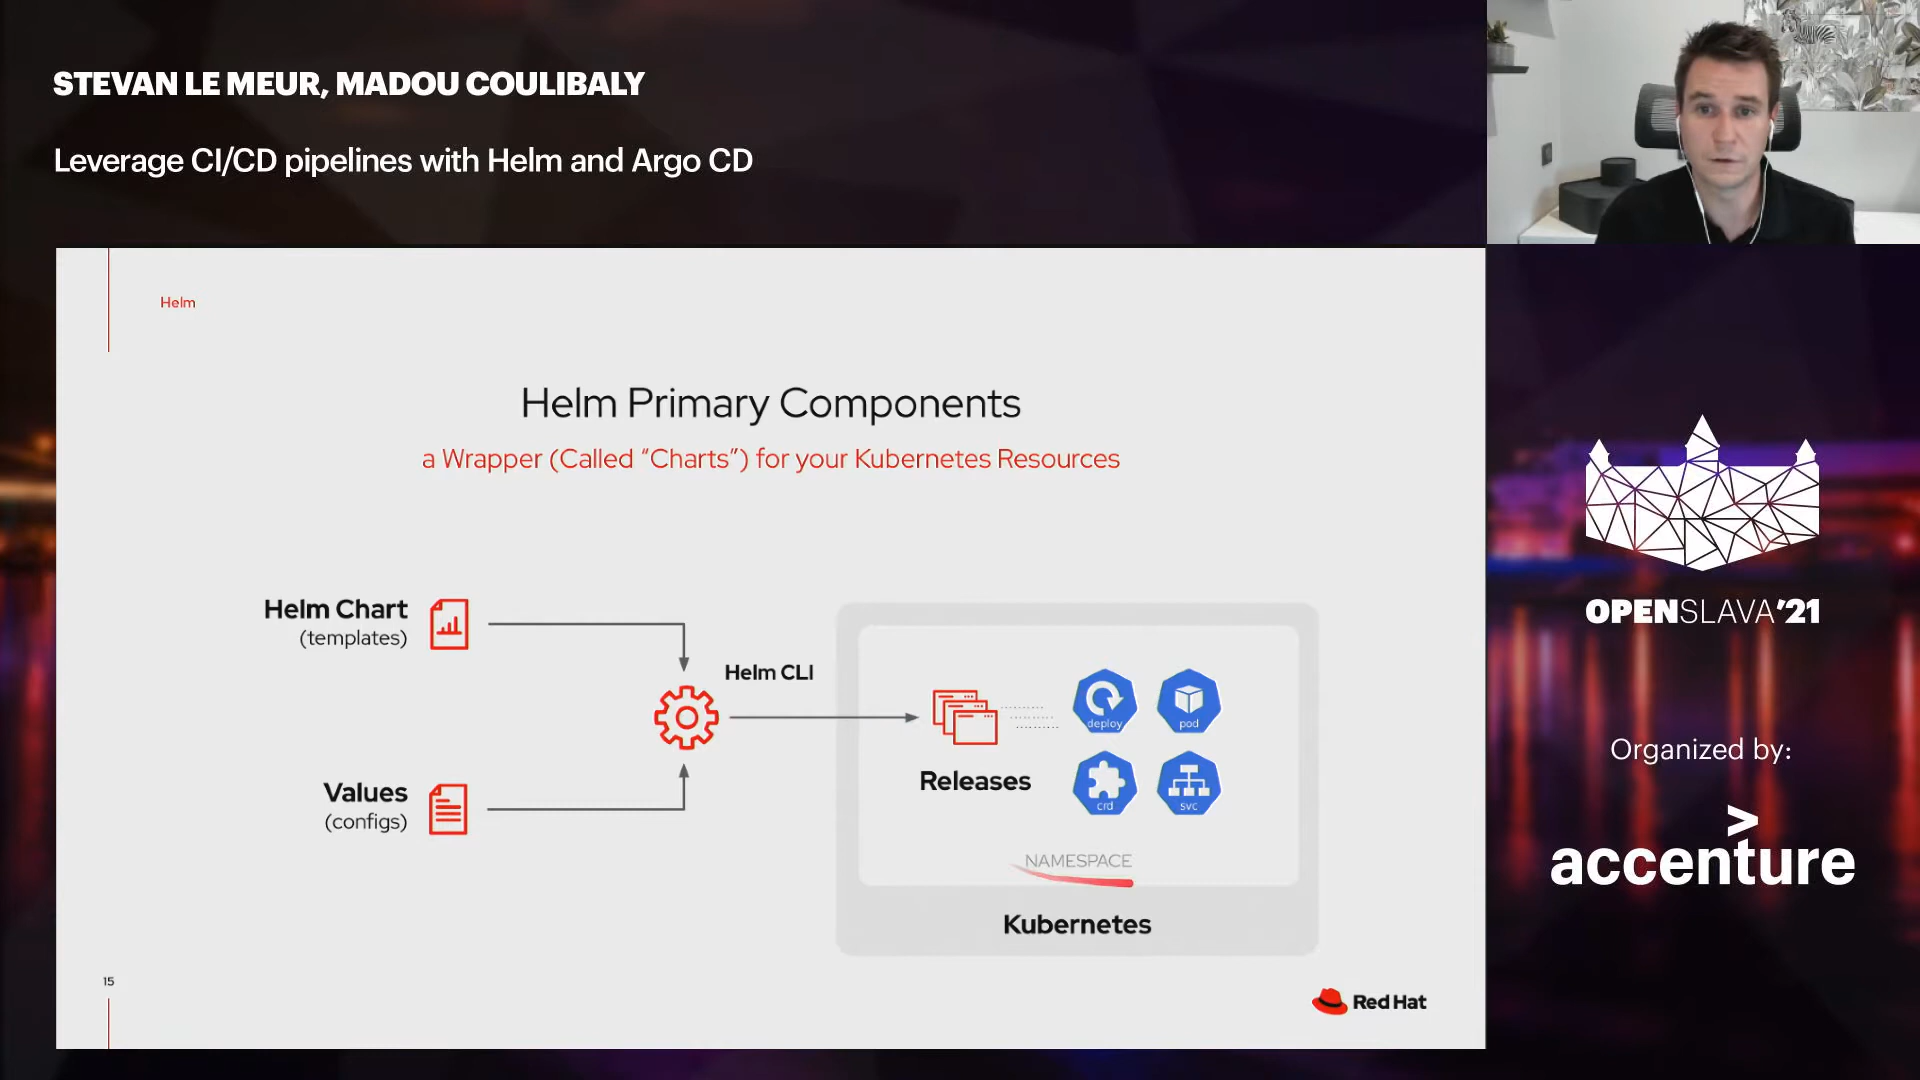 STEVAN LE MEUR, MADOU COULIBALY
Leverage CI/CD pipelines with Helm and Argo CD
Helm
Helm Primary Components
a Wrapper (Called “Charts”) for your Kubernetes Resources
Helm Chart
(templates)
Helm CLI
Values
(configs)
Releases
deploy
pod
crd
svc
NAMESPACE
Kubernetes
15
Red Hat
OPENSLAVA'21
Organized by:
accenture